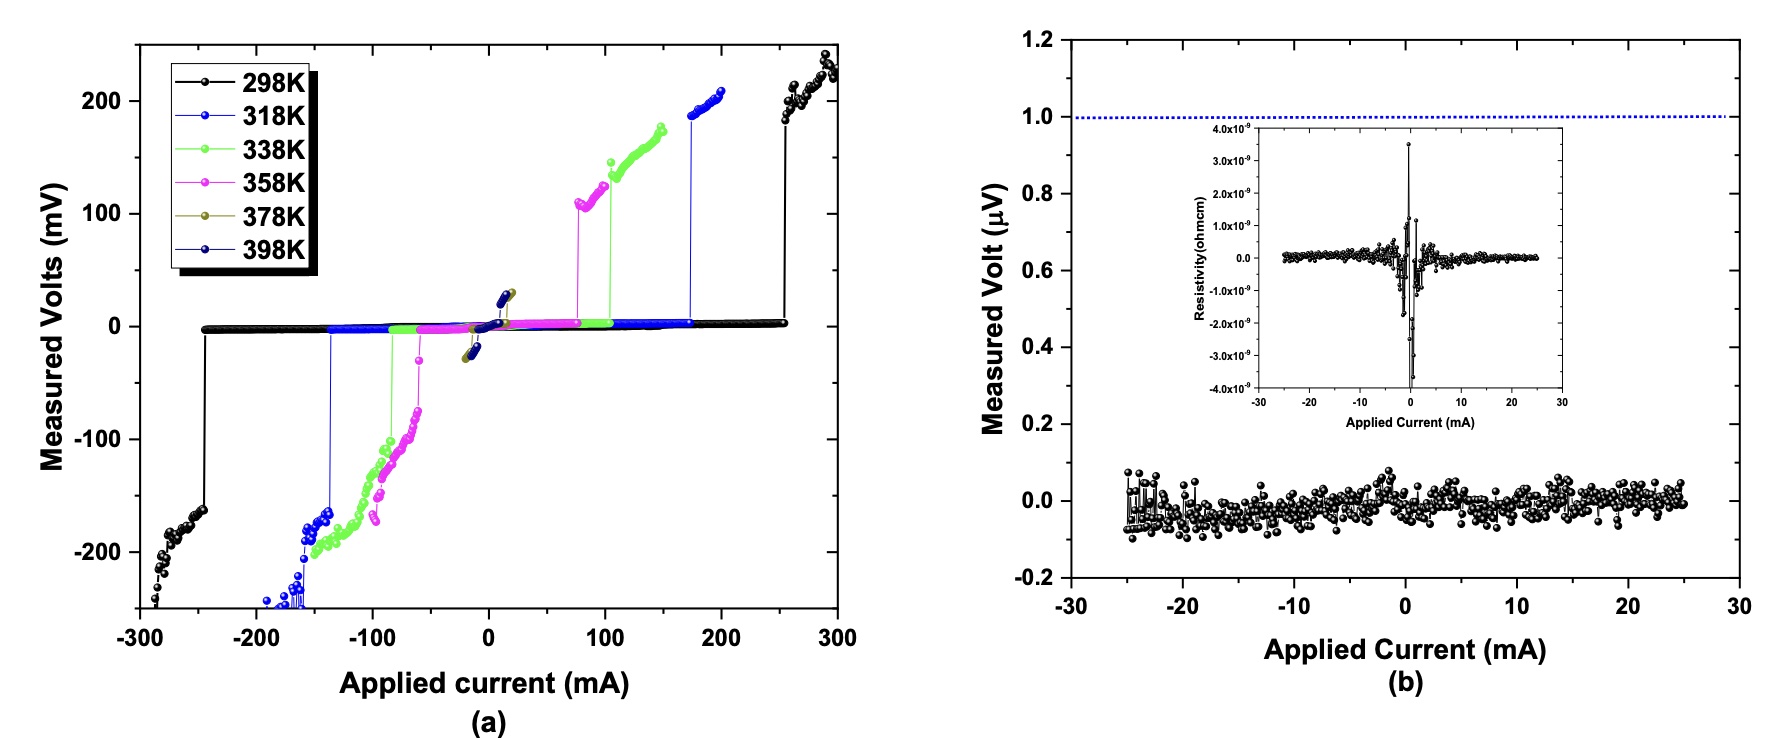 298K
318K
338K
358K
378K
398K
200
100
0
-100
-200
Measured Volts (mV)
-300 -200 -100 0 100 200 300
Applied current (mA)
(a)
1.2
1.0
0.8
0.6
0.4
0.2
0.0
-0.2
Measured Volt (μV)
4.0x10⁻⁹
3.0x10⁻⁹
2.0x10⁻⁹
1.0x10⁻⁹
0.0
-1.0x10⁻⁹
-2.0x10⁻⁹
-3.0x10⁻⁹
-4.0x10⁻⁹
Resistivity(ohmcm)
-30 -20 -10 0 10 20 30
Applied Current (mA)
-30 -20 -10 0 10 20 30
Applied Current (mA)
(b)